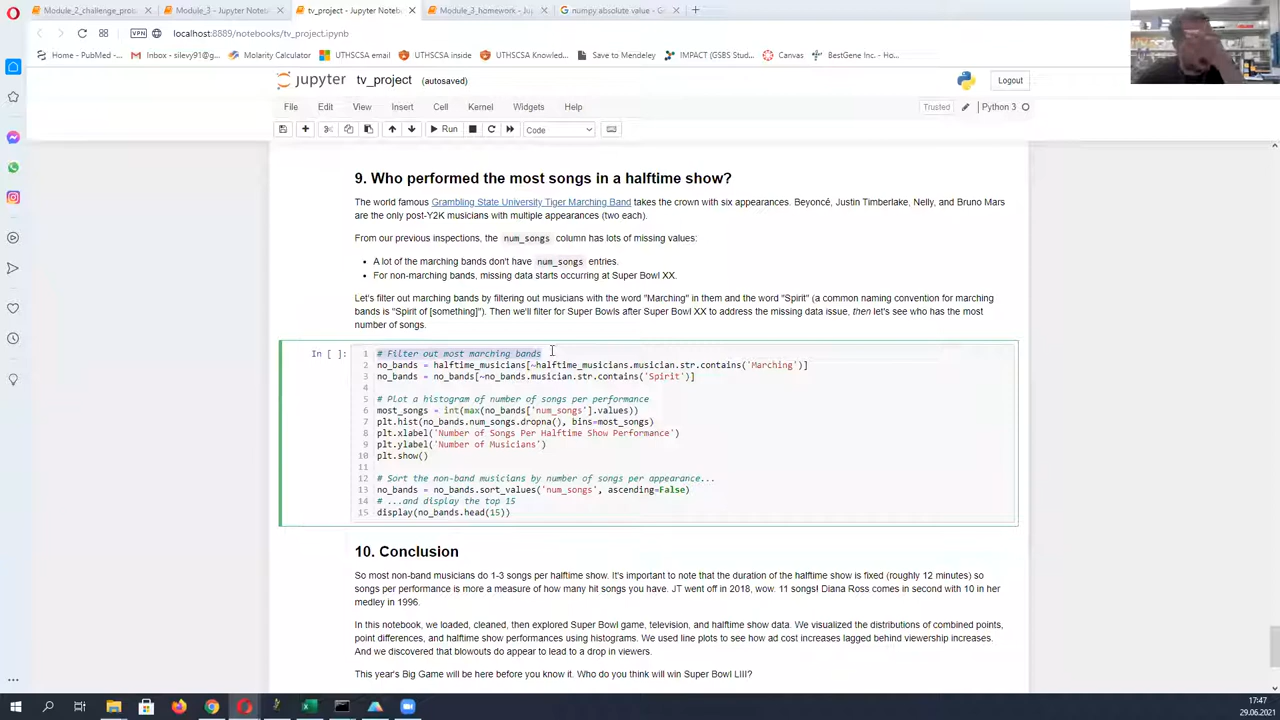 Module_2_challenge_pro
Module_3 - Jupyter Noteb
tv_project - Jupyter Noteb
Module_3_homework - Ju
numpy absolute value - G
VPN
localhost:8889/notebooks/tv_project.ipynb
Home - PubMed - NC
Inbox - silevy91@gm
Molarity Calculator
UTHSCSA email
UTHSCSA inside
UTHSCSA Knowled
Save to Mendeley
IMPACT (GSBS Stud
Canvas
BestGene Inc. - Ho
jupyter tv_project (autosaved)
Logout
File Edit View Insert Cell Kernel Widgets Help
Trusted
Python 3
Run
Code
9. Who performed the most songs in a halftime show?
The world famous Grambling State University Tiger Marching Band takes the crown with six appearances. Beyoncé, Justin Timberlake, Nelly, and Bruno Mars
are the only post-Y2K musicians with multiple appearances (two each).
From our previous inspections, the num_songs column has lots of missing values:
• A lot of the marching bands don't have num_songs entries.
• For non-marching bands, missing data starts occurring at Super Bowl XX.
Let's filter out marching bands by filtering out musicians with the word "Marching" in them and the word "Spirit" (a common naming convention for marching
bands is "Spirit of [something]"). Then we'll filter for Super Bowls after Super Bowl XX to address the missing data issue, then let's see who has the most
number of songs.
In [ ]:
1 # Filter out most marching bands
2 no_bands = halftime_musicians[~halftime_musicians.musician.str.contains('Marching')]
3 no_bands = no_bands[~no_bands.musician.str.contains('Spirit')]
4
5 # Plot a histogram of number of songs per performance
6 most_songs = int(max(no_bands['num_songs'].values))
7 plt.hist(no_bands.num_songs.dropna(), bins=most_songs)
8 plt.xlabel('Number of Songs Per Halftime Show Performance')
9 plt.ylabel('Number of Musicians')
10 plt.show()
11
12 # Sort the non-band musicians by number of songs per appearance...
13 no_bands = no_bands.sort_values('num_songs', ascending=False)
14 # ...and display the top 15
15 display(no_bands.head(15))
10. Conclusion
So most non-band musicians do 1-3 songs per halftime show. It's important to note that the duration of the halftime show is fixed (roughly 12 minutes) so
songs per performance is more a measure of how many hit songs you have. JT went off in 2018, wow. 11 songs! Diana Ross comes in second with 10 in her
medley in 1996.
In this notebook, we loaded, cleaned, then explored Super Bowl game, television, and halftime show data. We visualized the distributions of combined points,
point differences, and halftime show performances using histograms. We used line plots to see how ad cost increases lagged behind viewership increases.
And we discovered that blowouts do appear to lead to a drop in viewers.
This year's Big Game will be here before you know it. Who do you think will win Super Bowl LIII?
17:47
29.06.2021